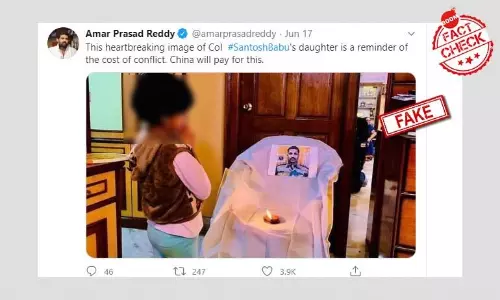 BOOM
FACT
CHECK
Amar Prasad Reddy @amarprasadreddy · Jun 17
This heartbreaking image of Col #SantoshBabu's daughter is a reminder of
the cost of conflict. China will pay for this.
FAKE
46 247 3.9K